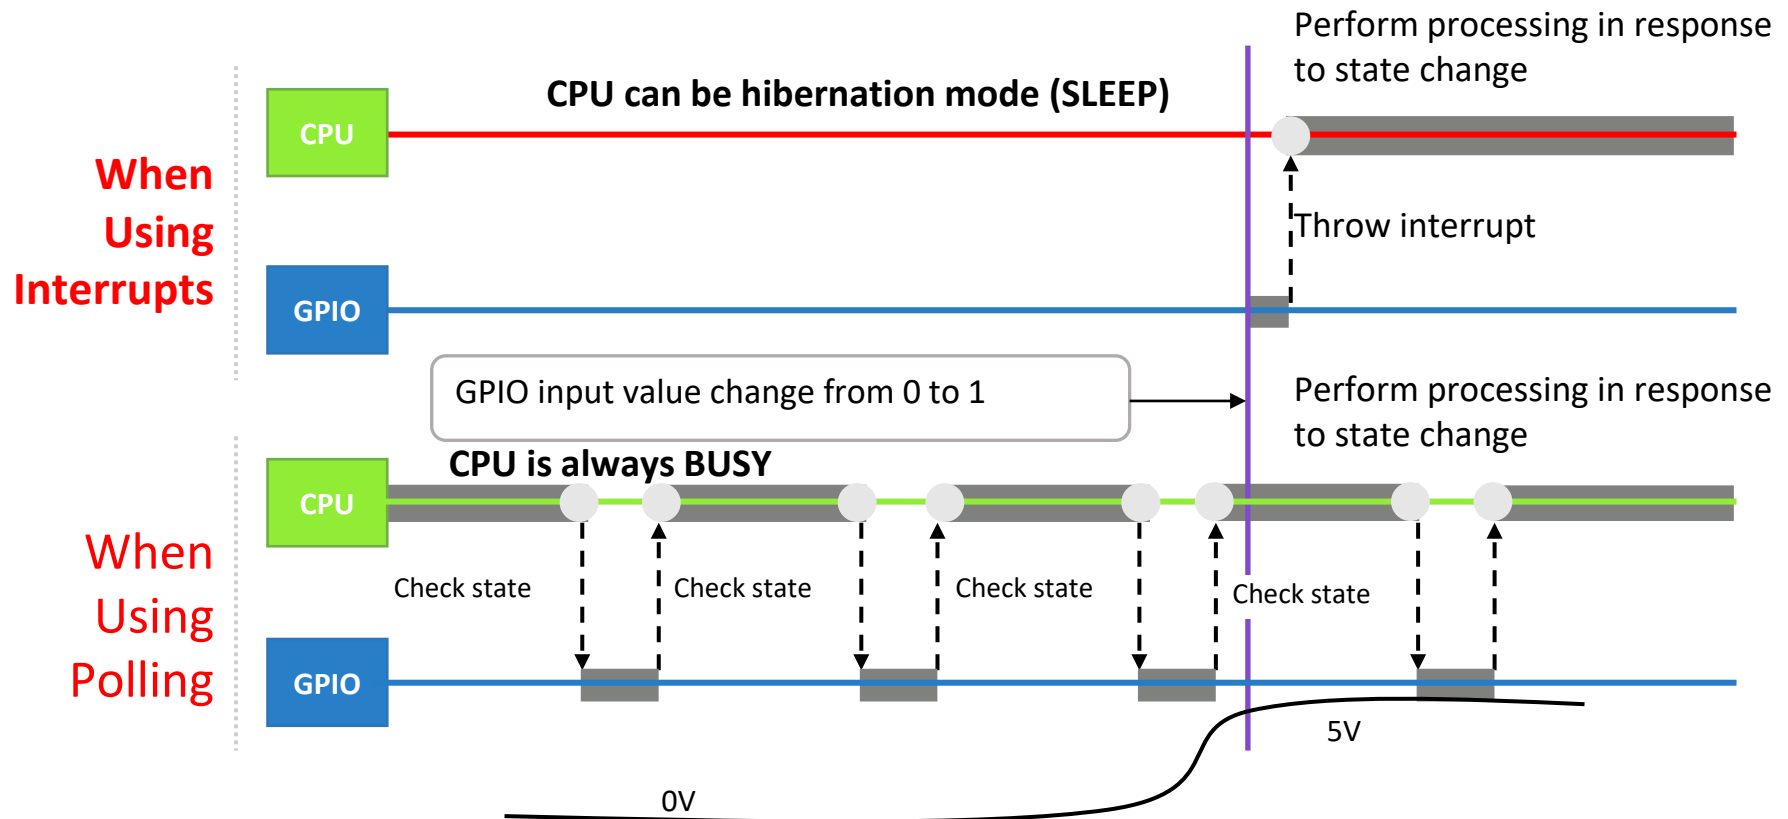 Perform processing in response
to state change
CPU can be hibernation mode (SLEEP)
CPU
When
Using
Interrupts
Throw interrupt
GPIO
GPIO input value change from 0 to 1
Perform processing in response
to state change
CPU is always BUSY
CPU
When
Using
Polling
Check state
Check state
Check state
Check state
GPIO
5V
0V